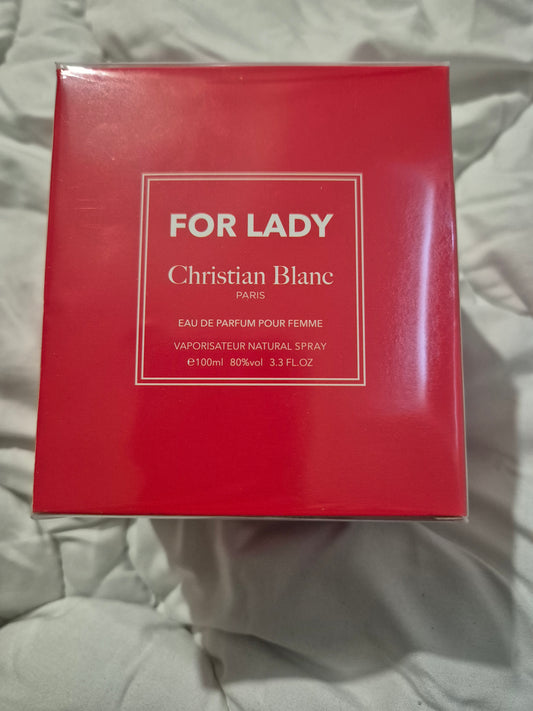 FOR LADY
Christian Blanc
PARIS
EAU DE PARFUM POUR FEMME
VAPORISATEUR NATURAL SPRAY
℮100ml 80%vol 3.3 FL.OZ